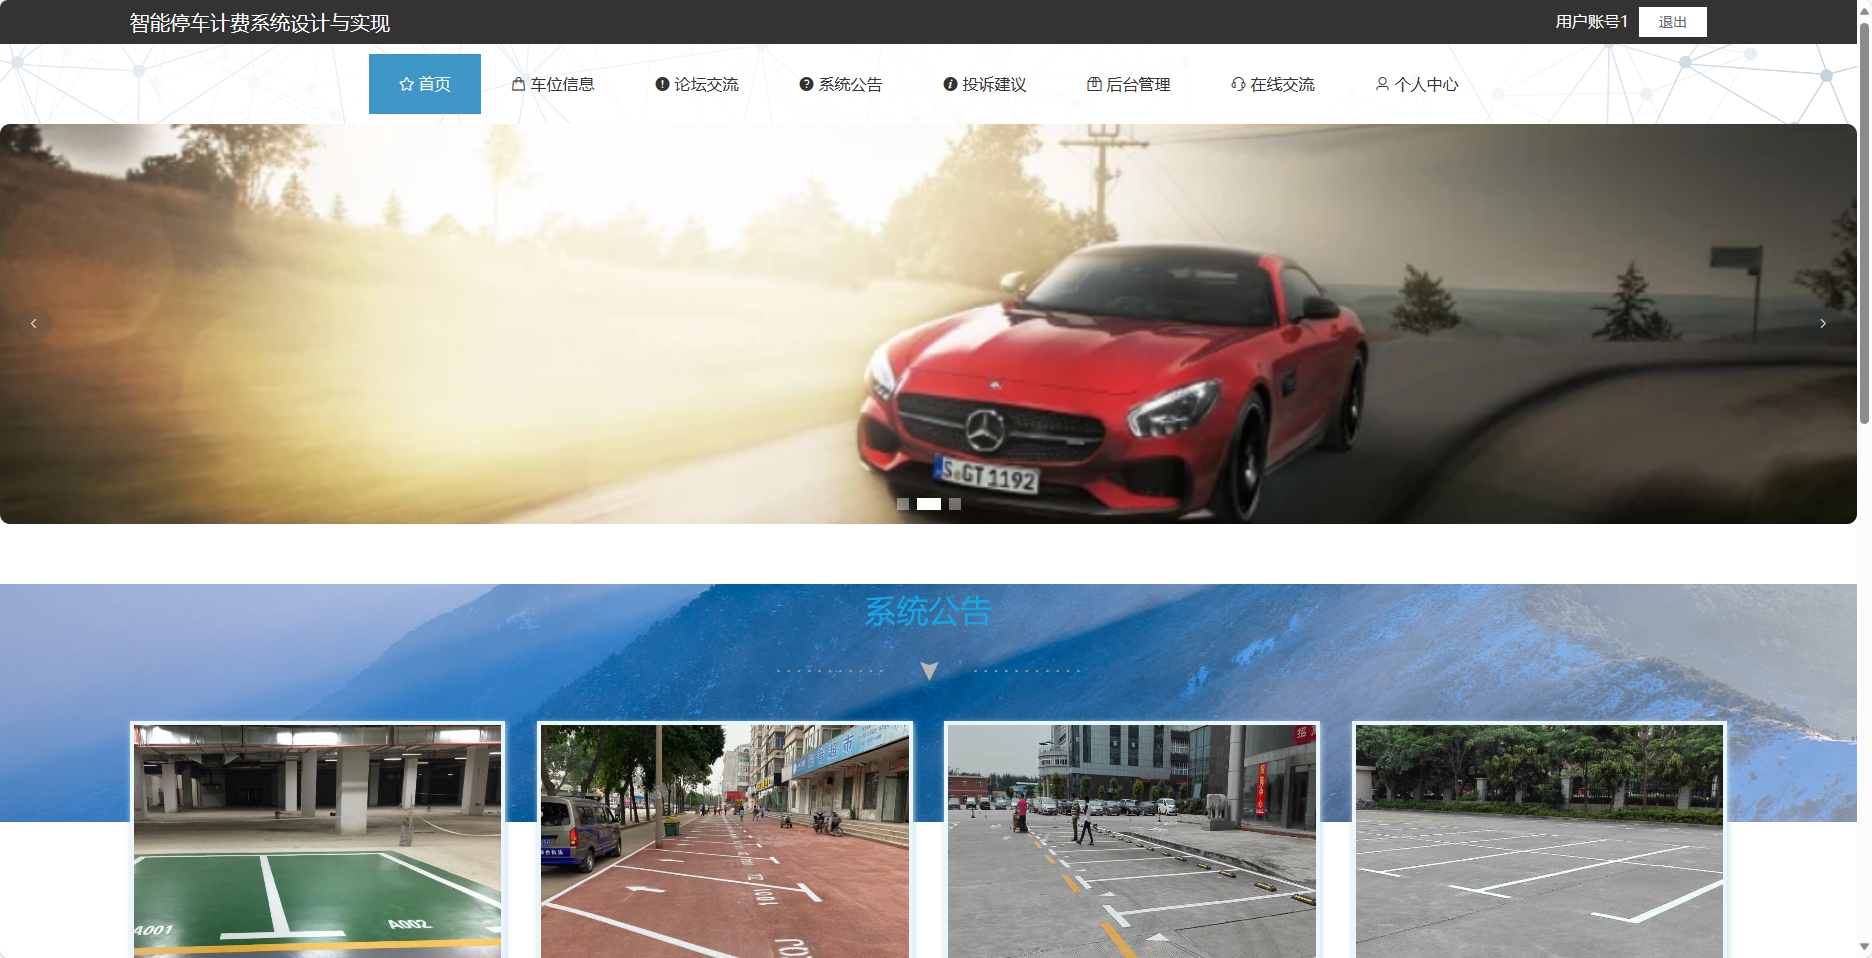 智能停车计费系统设计与实现
用户账号1 退出
首页 车位信息 论坛交流 系统公告 投诉建议 后台管理 在线交流 个人中心
S GT 1192
系统公告
超市
A001
A002
1001